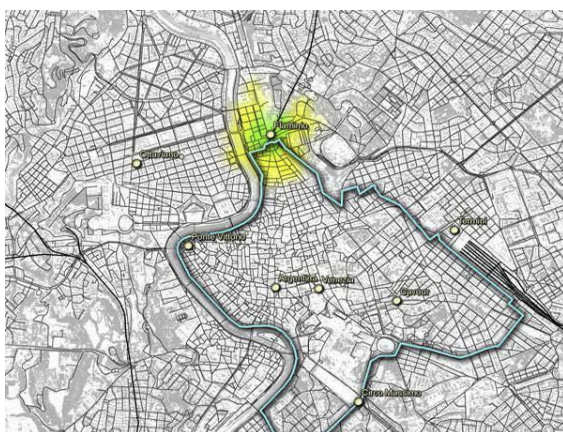 Flaminio
Ottaviano
Termini
Ponte Vittorio
Argentina
Venezia
Cavour
Circo Massimo